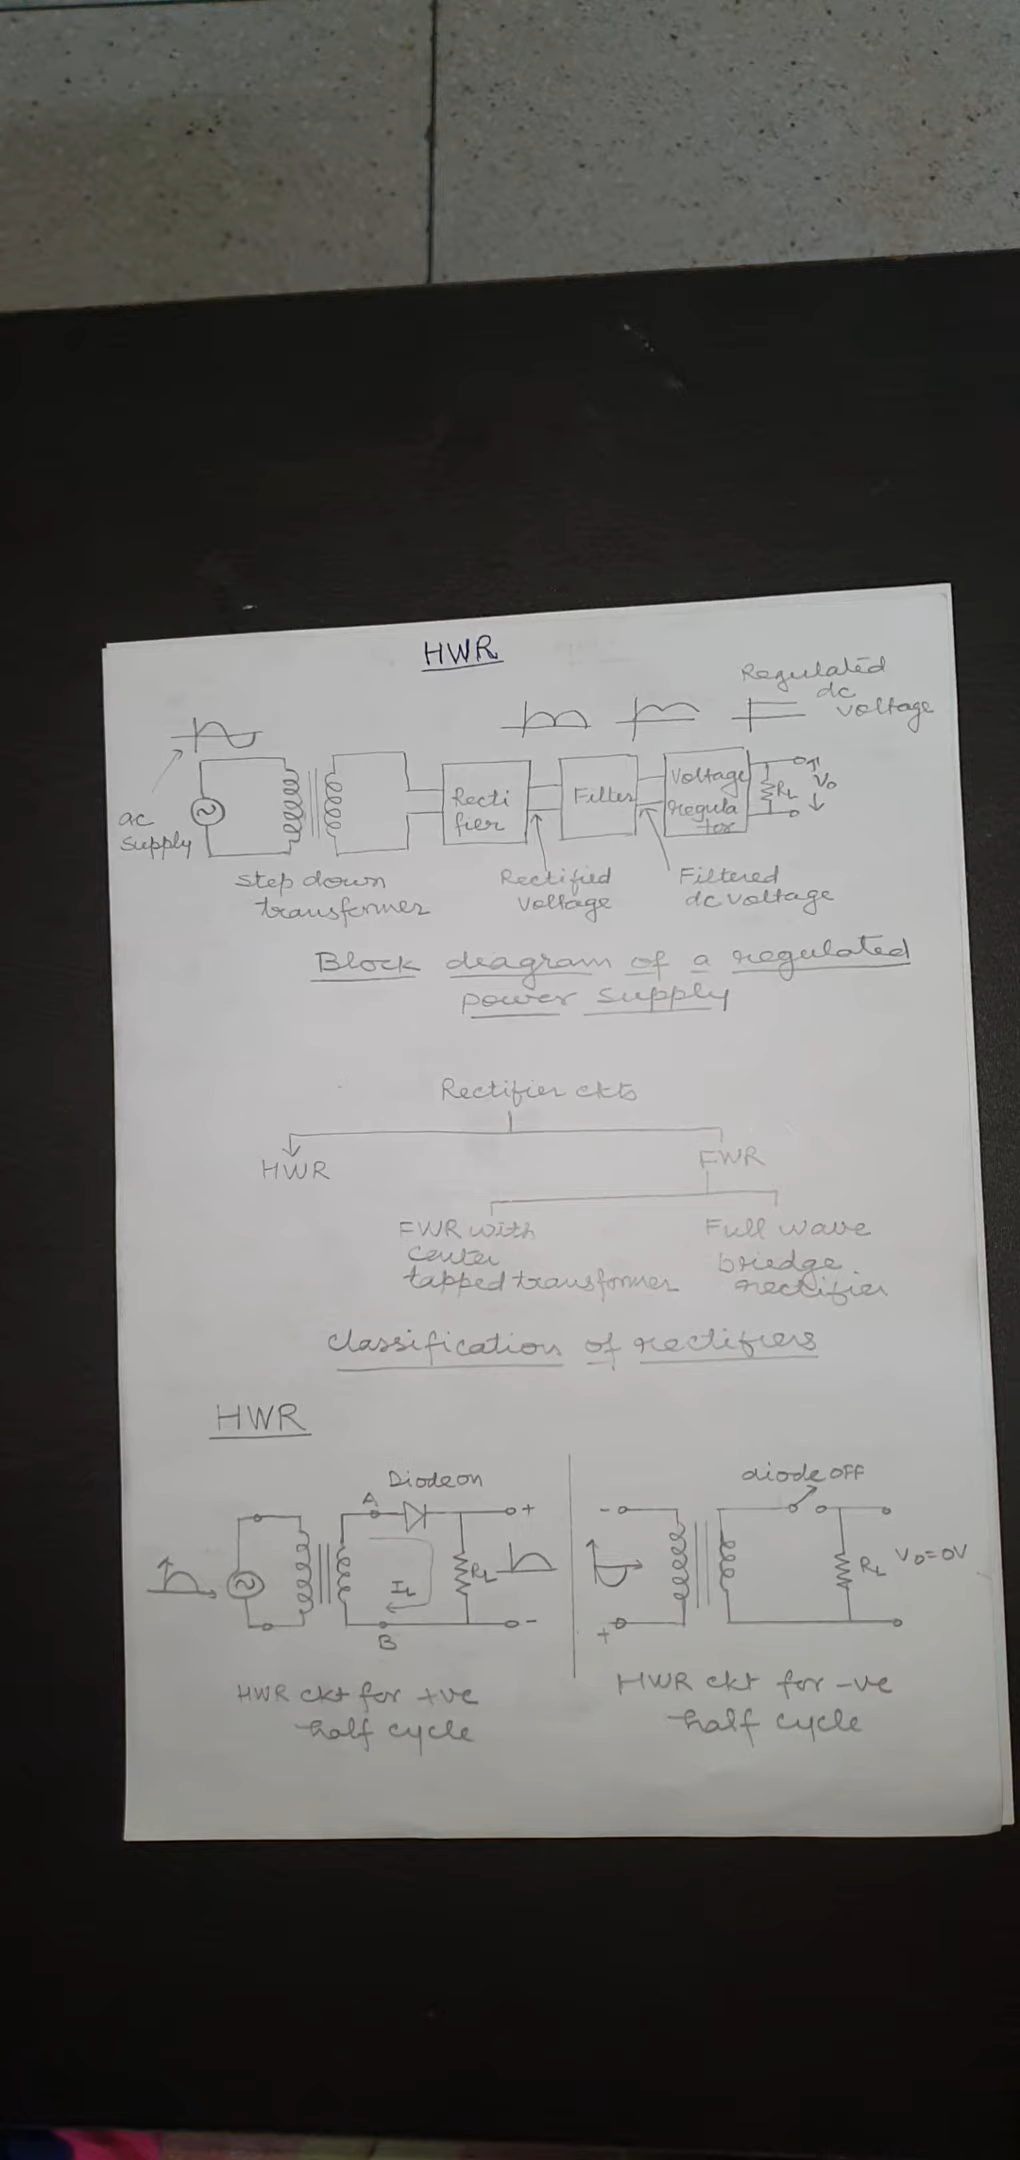 HWR
Regulated
dc
voltage
ac
supply
Recti
fier
Filter
Voltage
regula
tor
RL
Vo
step down
transformer
Rectified
voltage
Filtered
dc voltage
Block diagram of a regulated
power supply
Rectifier ckts
HWR
FWR
FWR with
center
tapped transformer
Full wave
bridge
rectifier
classification of rectifiers
HWR
Diode on
A
+
RL
IL
B
-
HWR ckt for +ve
half cycle
diode OFF
-
RL
VO=0V
+
HWR ckt for -ve
half cycle